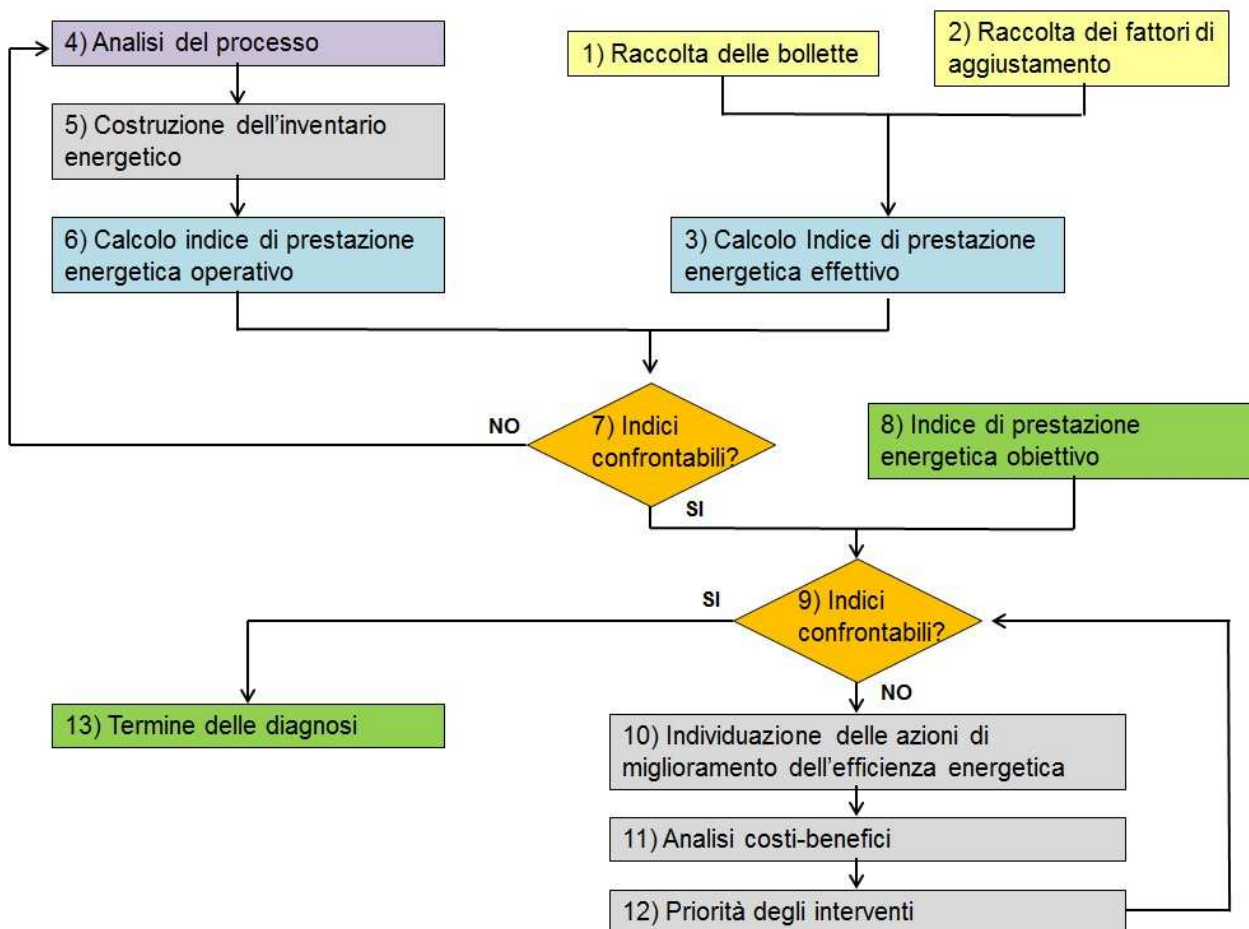 4) Analisi del processo
1) Raccolta delle bollette
2) Raccolta dei fattori di
aggiustamento
5) Costruzione dell'inventario
energetico
6) Calcolo indice di prestazione
energetica operativo
3) Calcolo Indice di prestazione
energetica effettivo
NO
7) Indici
confrontabili?
8) Indice di prestazione
energetica obiettivo
SI
SI
9) Indici
confrontabili?
NO
13) Termine delle diagnosi
10) Individuazione delle azioni di
miglioramento dell'efficienza energetica
11) Analisi costi-benefici
12) Priorità degli interventi